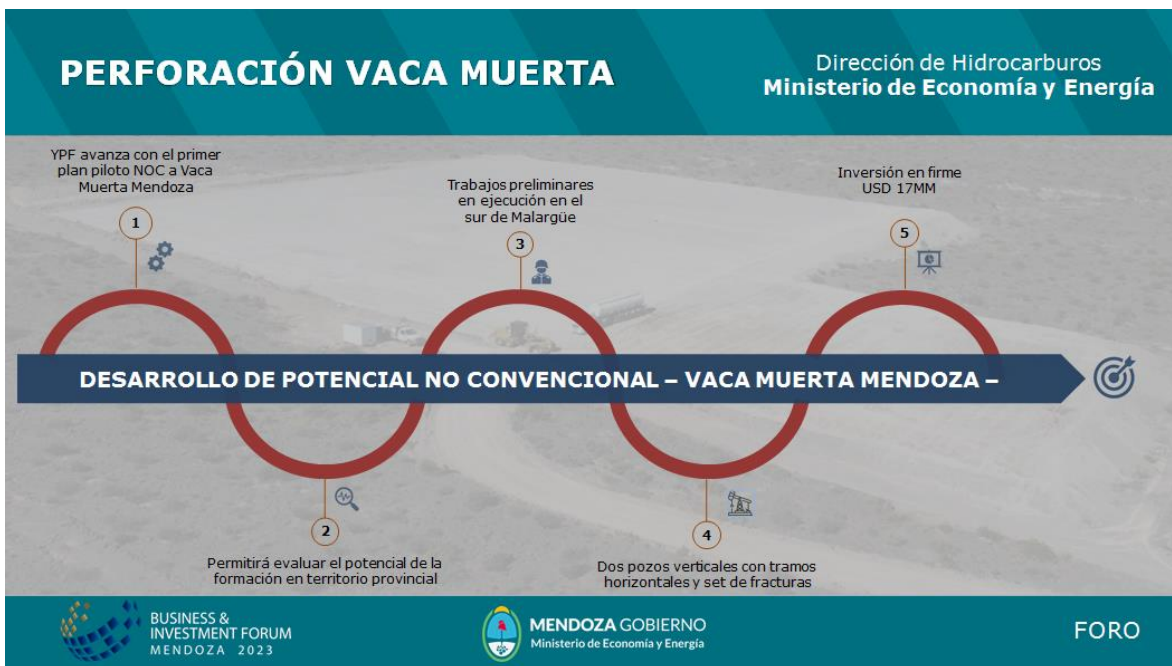 PERFORACIÓN VACA MUERTA
Dirección de Hidrocarburos
Ministerio de Economía y Energía
YPF avanza con el primer
plan piloto NOC a Vaca
Muerta Mendoza
1
Trabajos preliminares
en ejecución en el
sur de Malargüe
3
Inversión en firme
USD 17MM
5
DESARROLLO DE POTENCIAL NO CONVENCIONAL – VACA MUERTA MENDOZA –
2
Permitirá evaluar el potencial de la
formación en territorio provincial
4
Dos pozos verticales con tramos
horizontales y set de fracturas
BUSINESS &
INVESTMENT FORUM
MENDOZA 2023
MENDOZA GOBIERNO
Ministerio de Economía y Energía
FORO